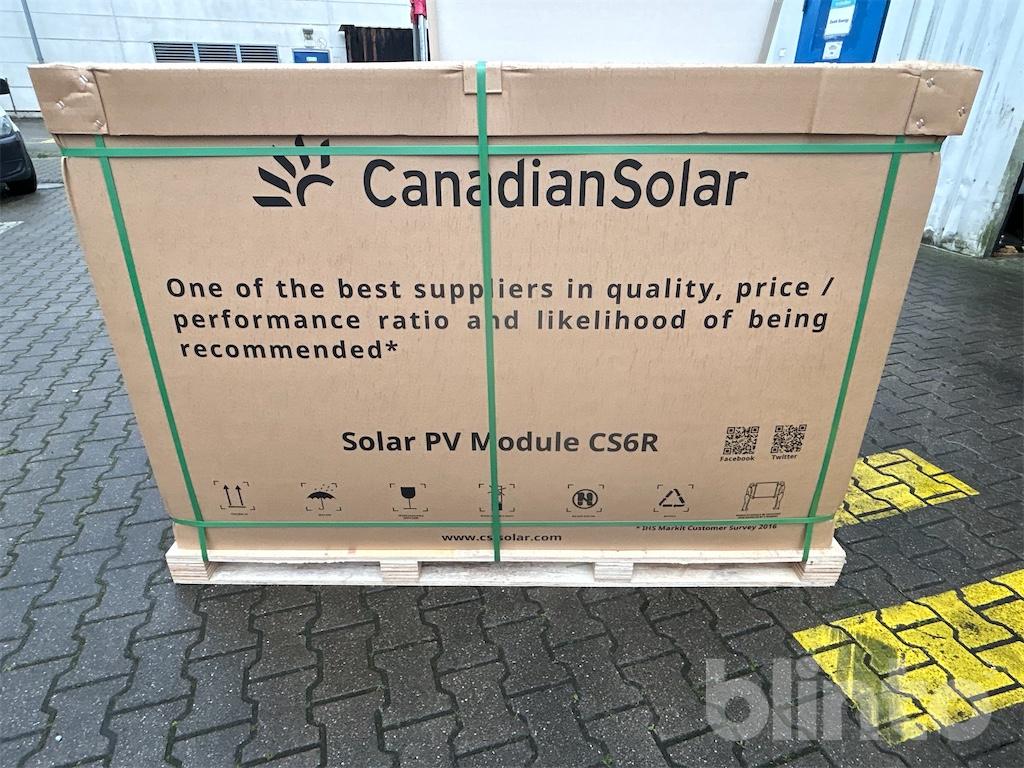 CanadianSolar
One of the best suppliers in quality, price /
performance ratio and likelihood of being
recommended*
Solar PV Module CS6R
Facebook
Twitter
* IHS Markit Customer Survey 2016
www.csisolar.com
blinto